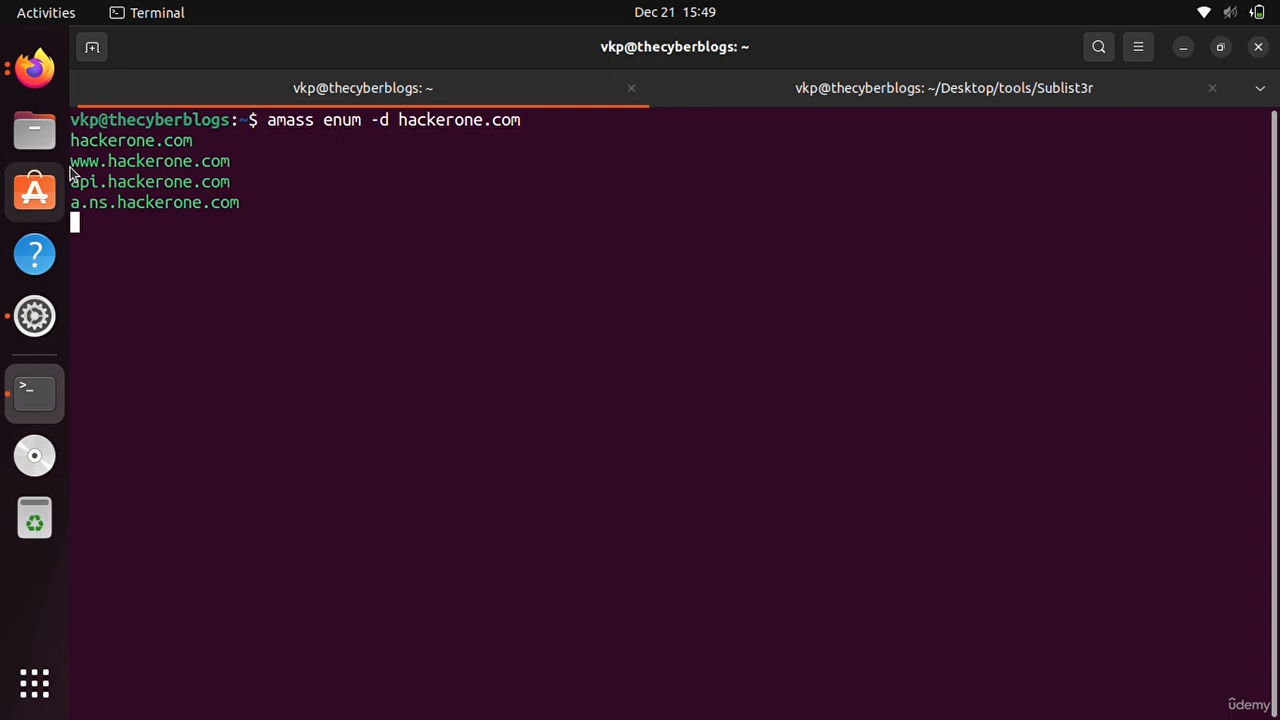 Activities
Terminal
Dec 21 15:49
vkp@thecyberblogs: ~
vkp@thecyberblogs: ~
vkp@thecyberblogs: ~/Desktop/tools/Sublist3r
vkp@thecyberblogs:~$ amass enum -d hackerone.com
hackerone.com
www.hackerone.com
api.hackerone.com
a.ns.hackerone.com
udemy